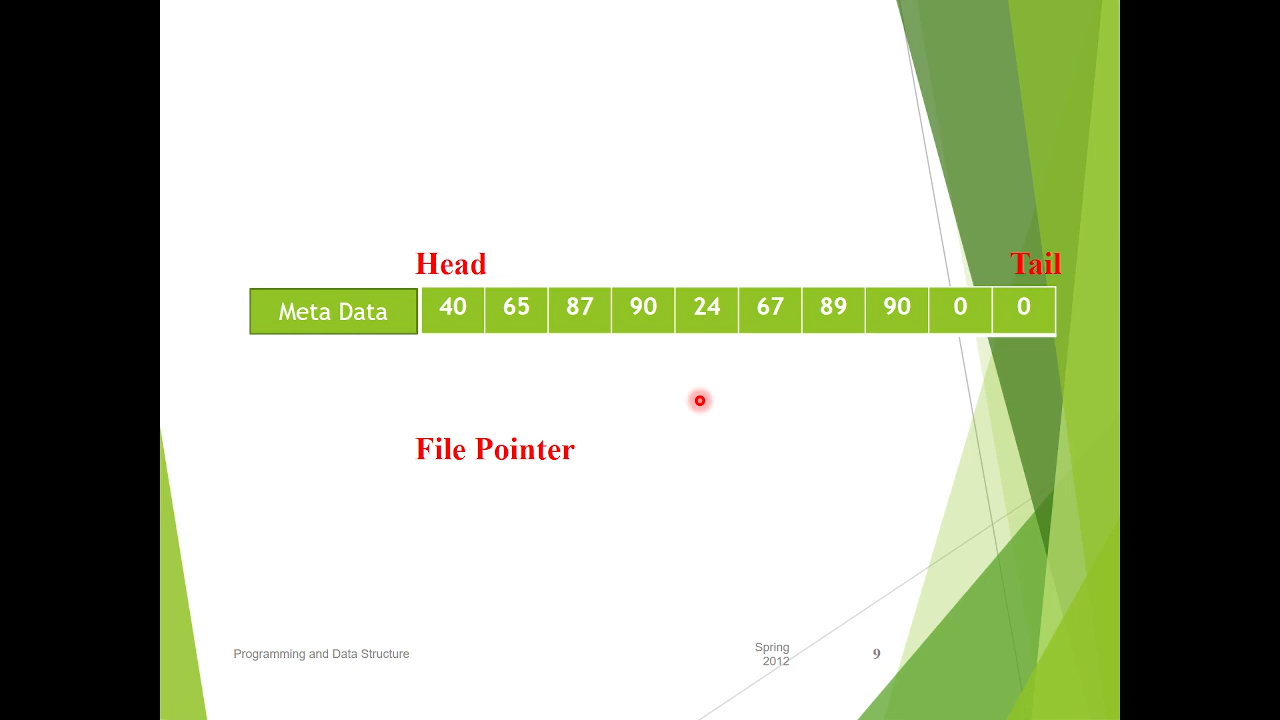 Head Tail
Meta Data 40 65 87 90 24 67 89 90 0 0
File Pointer
Programming and Data Structure
Spring
2012
9